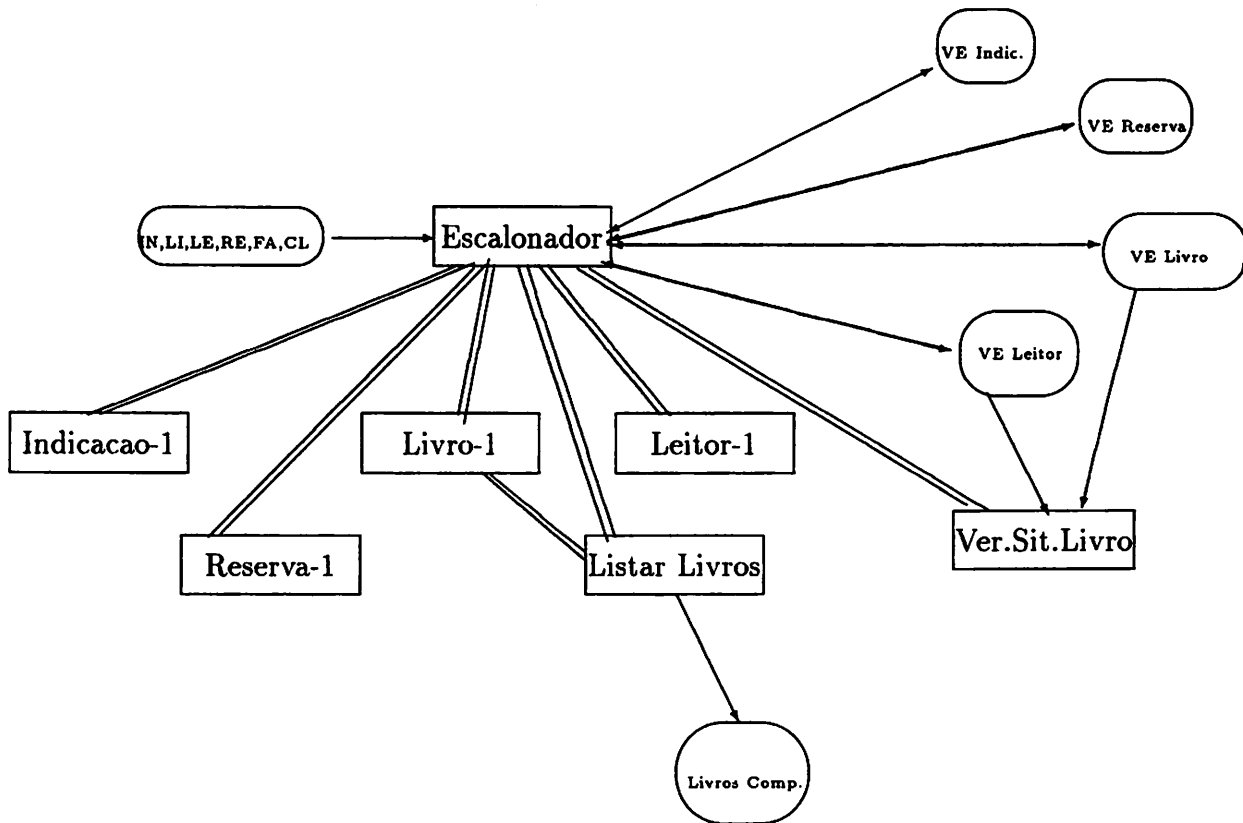 VE Indic.
VE Reserva
IN,LI,LE,RE,FA,CL
Escalonador
VE Livro
VE Leitor
Indicacao-1
Livro-1
Leitor-1
Reserva-1
Listar Livros
Ver.Sit.Livro
Livros Comp.